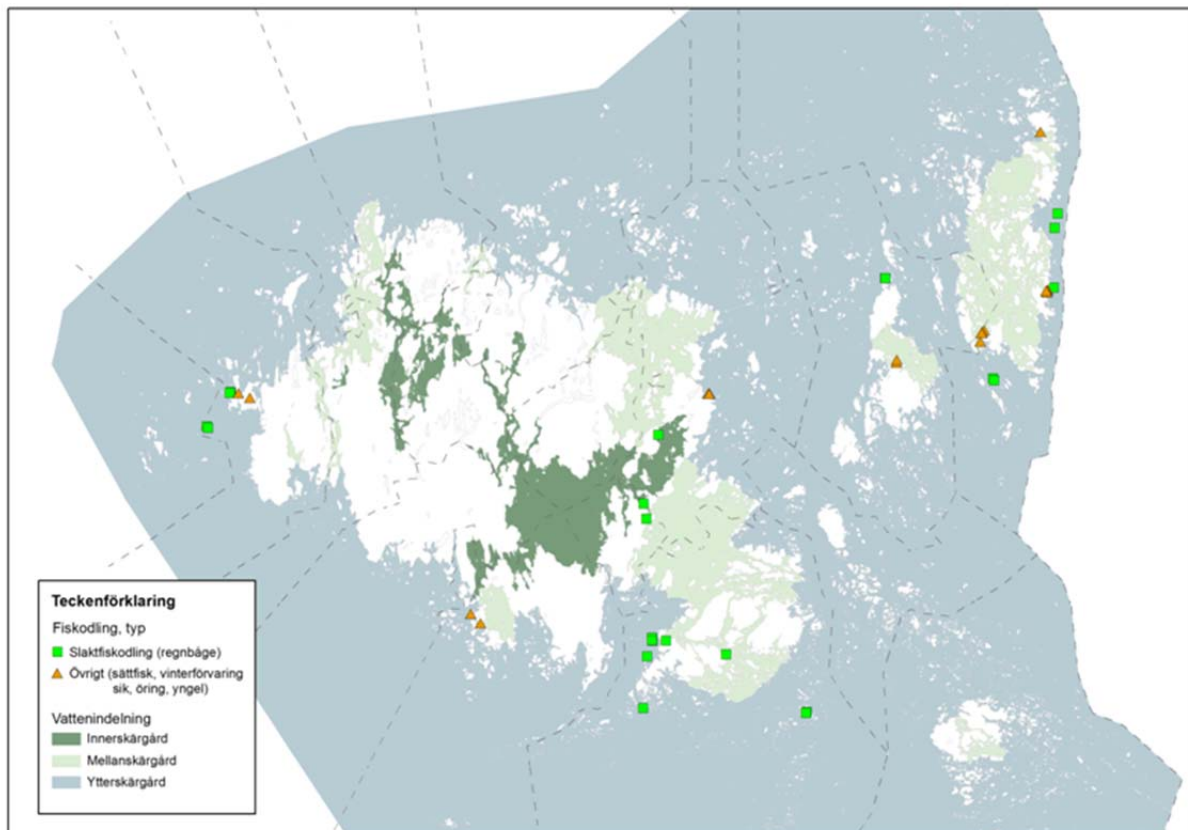 Teckenförklaring
Fiskodling, typ
Slaktfiskodling (regnbåge)
Övrigt (sättfisk, vinterförvaring
sik, öring, yngel)
Vattenindelning
Innerskärgård
Mellanskärgård
Ytterskärgård